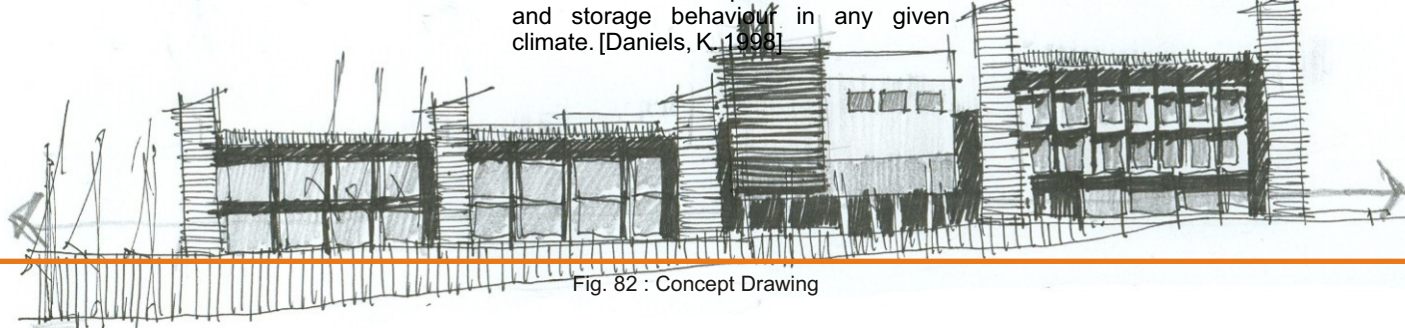 and storage behaviour in any given
climate. [Daniels, K. 1998]
Fig. 82 : Concept Drawing